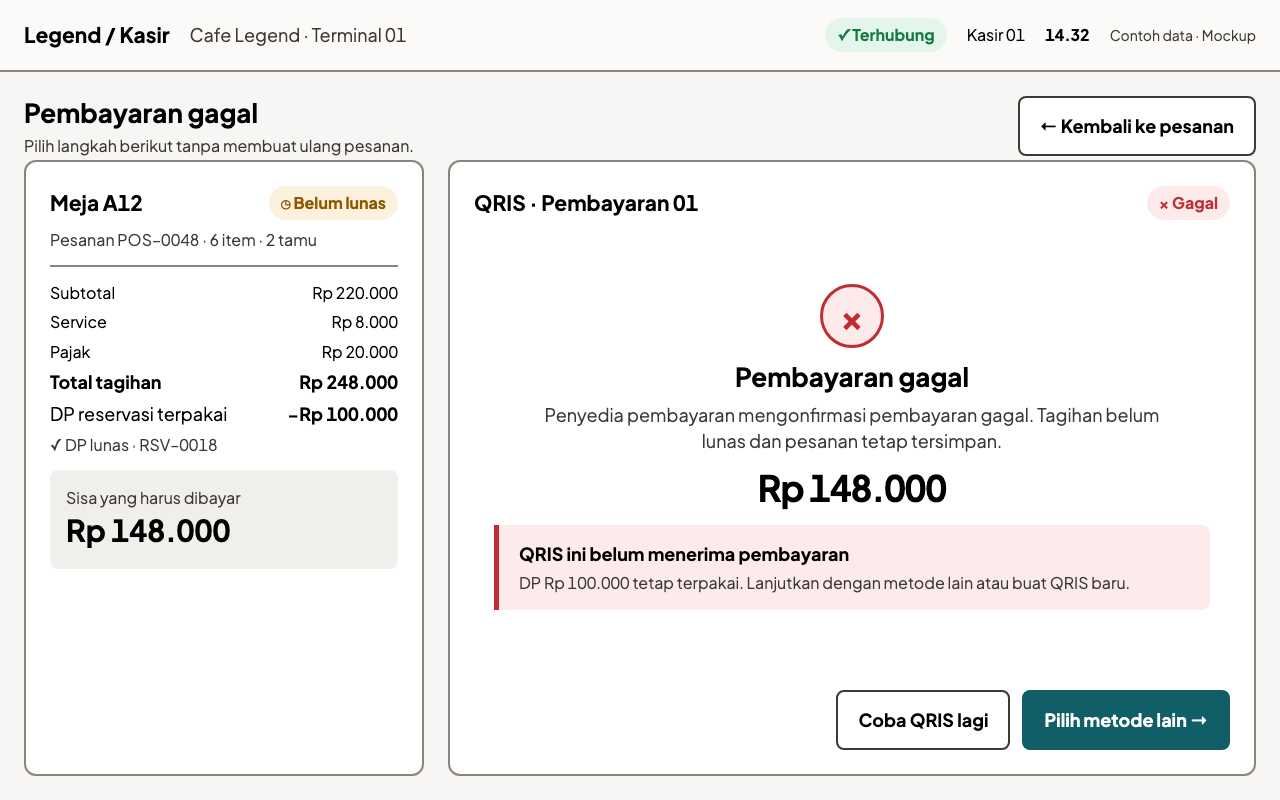 Legend / Kasir Cafe Legend · Terminal 01 ✓Terhubung Kasir 01 14.32 Contoh data · Mockup
Pembayaran gagal
Pilih langkah berikut tanpa membuat ulang pesanan.
← Kembali ke pesanan
Meja A12 ◷ Belum lunas
Pesanan POS–0048 · 6 item · 2 tamu
Subtotal Rp 220.000
Service Rp 8.000
Pajak Rp 20.000
Total tagihan Rp 248.000
DP reservasi terpakai –Rp 100.000
✓ DP lunas · RSV–0018
Sisa yang harus dibayar
Rp 148.000
QRIS · Pembayaran 01 × Gagal
×
Pembayaran gagal
Penyedia pembayaran mengonfirmasi pembayaran gagal. Tagihan belum
lunas dan pesanan tetap tersimpan.
Rp 148.000
QRIS ini belum menerima pembayaran
DP Rp 100.000 tetap terpakai. Lanjutkan dengan metode lain atau buat QRIS baru.
Coba QRIS lagi Pilih metode lain →